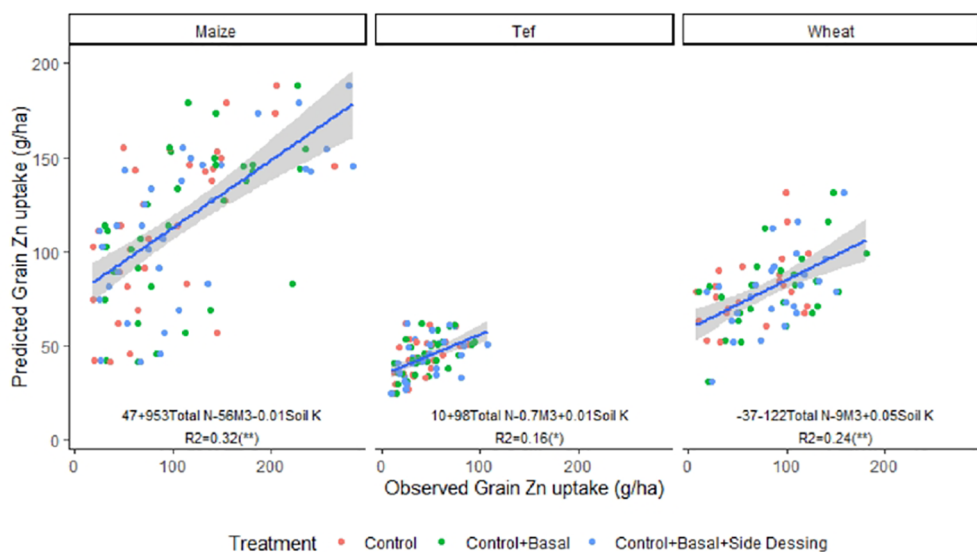 Maize Tef Wheat
Predicted Grain Zn uptake (g/ha)
200
150
100
50
0
47+953Total N-56M3-0.01Soil K 10+98Total N-0.7M3+0.01Soil K -37-122Total N-9M3+0.05Soil K
R2=0.32(**) R2=0.16(*) R2=0.24(**)
0 100 200 0 100 200 0 100 200
Observed Grain Zn uptake (g/ha)
Treatment Control Control+Basal Control+Basal+Side Dessing